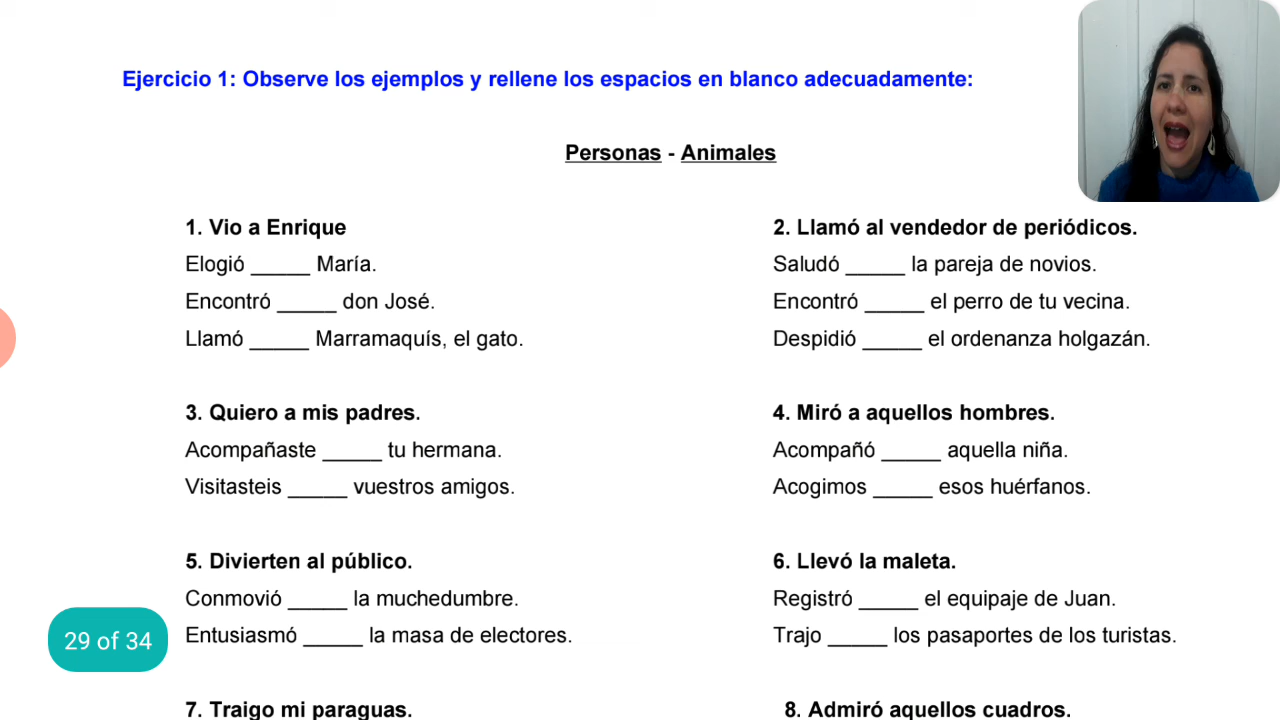 Ejercicio 1: Observe los ejemplos y rellene los espacios en blanco adecuadamente:
Personas - Animales
1. Vio a Enrique
Elogió _____ María.
Encontró _____ don José.
Llamó _____ Marramaquís, el gato.
2. Llamó al vendedor de periódicos.
Saludó _____ la pareja de novios.
Encontró _____ el perro de tu vecina.
Despidió _____ el ordenanza holgazán.
3. Quiero a mis padres.
Acompañaste _____ tu hermana.
Visitasteis _____ vuestros amigos.
4. Miró a aquellos hombres.
Acompañó _____ aquella niña.
Acogimos _____ esos huérfanos.
5. Divierten al público.
Conmovió _____ la muchedumbre.
Entusiasmó _____ la masa de electores.
6. Llevó la maleta.
Registró _____ el equipaje de Juan.
Trajo _____ los pasaportes de los turistas.
29 of 34
7. Traigo mi paraguas.
8. Admiró aquellos cuadros.